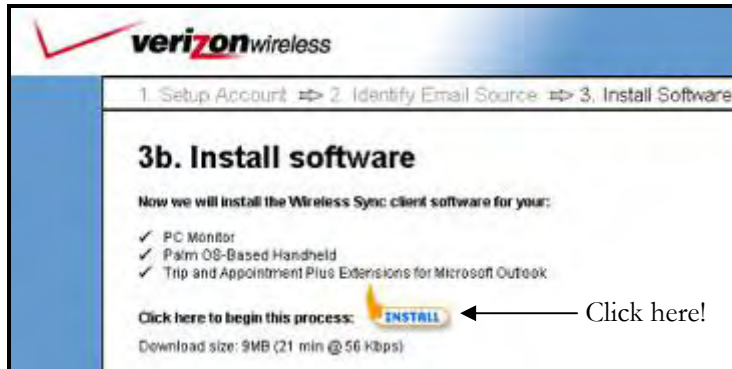 verizonwireless
1. Setup Account ⇨ 2. Identify Email Source ⇨ 3. Install Software
3b. Install software
Now we will install the Wireless Sync client software for your:
✓ PC Monitor
✓ Palm OS-Based Handheld
✓ Trip and Appointment Plus Extensions for Microsoft Outlook
Click here to begin this process: INSTALL Click here!
Download size: 9MB (21 min @ 56 Kbps)